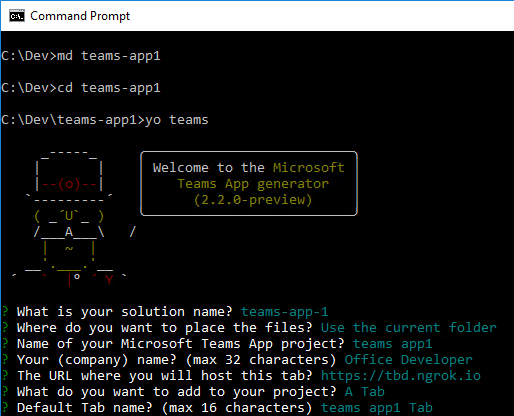 Command Prompt
C:\Dev>md teams-app1
C:\Dev>cd teams-app1
C:\Dev\teams-app1>yo teams
Welcome to the Microsoft
Teams App generator
(2.2.0-preview)
? What is your solution name? teams-app-1
? Where do you want to place the files? Use the current folder
? Name of your Microsoft Teams App project? teams app1
? Your (company) name? (max 32 characters) Office Developer
? The URL where you will host this tab? https://tbd.ngrok.io
? What do you want to add to your project? A Tab
? Default Tab name? (max 16 characters) teams app1 Tab